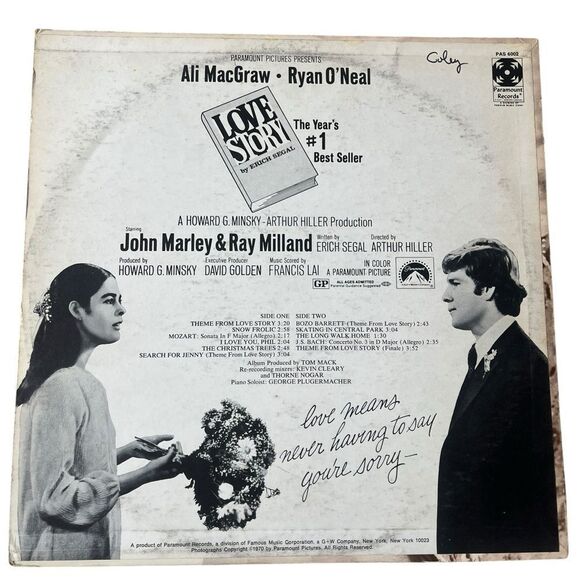 PARAMOUNT PICTURES PRESENTS
Ali MacGraw • Ryan O'Neal
Coley
PAS 6002
Paramount
Records
LOVE
STORY
by ERICH SEGAL
The Year's
#1
Best Seller
A HOWARD G. MINSKY-ARTHUR HILLER Production
Starring
John Marley & Ray Milland
Written by
ERICH SEGAL
Directed by
ARTHUR HILLER
Produced by
HOWARD G. MINSKY
Executive Producer
DAVID GOLDEN
Music Scored by
FRANCIS LAI
IN COLOR
A PARAMOUNT PICTURE
Paramount
GP
ALL AGES ADMITTED
Parental Guidance Suggested
SIDE ONE
THEME FROM LOVE STORY 3:20
SNOW FROLIC 2:58
MOZART: Sonata In F Major (Allegro) 2:17
I LOVE YOU, PHIL 2:04
THE CHRISTMAS TREES 2:48
SEARCH FOR JENNY (Theme From Love Story) 3:04
SIDE TWO
BOZO BARRETT (Theme From Love Story) 2:43
SKATING IN CENTRAL PARK 3:04
THE LONG WALK HOME 1:30
J.S. BACH: Concerto No. 3 in D Major (Allegro) 2:35
THEME FROM LOVE STORY (Finale) 3:52
Album Produced by TOM MACK
Re-recording mixers: KEVIN CLEARY
and THORNE NOGAR
Piano Soloist: GEORGE PLUGERMACHER
love means
never having to say
you're sorry—
A product of Paramount Records, a division of Famous Music Corporation, a G+W Company, New York, New York 10023
Photographs Copyright ©1970 by Paramount Pictures. All Rights Reserved.